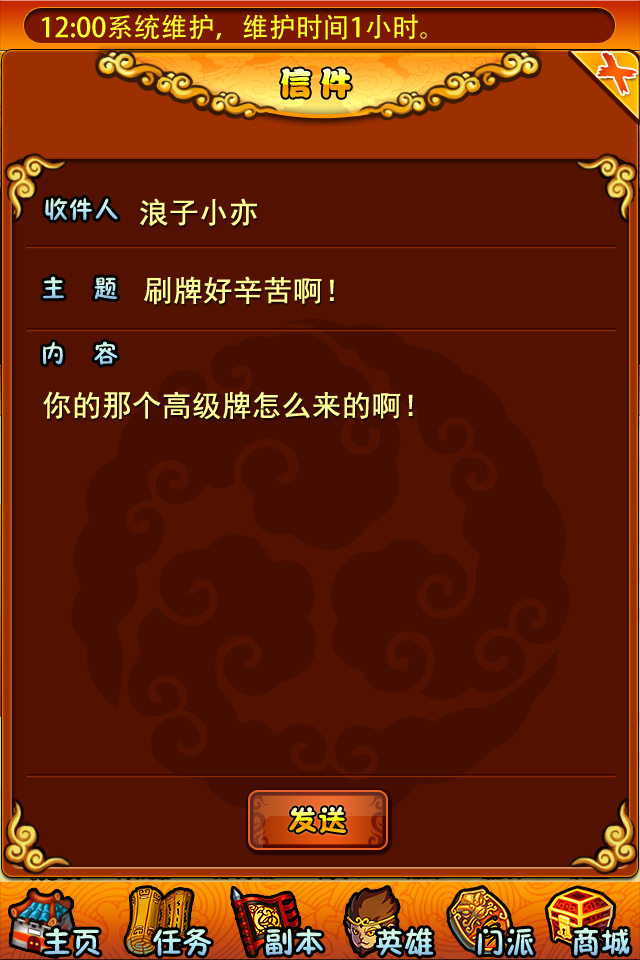 12:00系统维护，维护时间1小时。
信件
收件人 浪子小亦
主 题 刷牌好辛苦啊！
内 容
你的那个高级牌怎么来的啊！
发送
主页 任务 副本 英雄 门派 商城